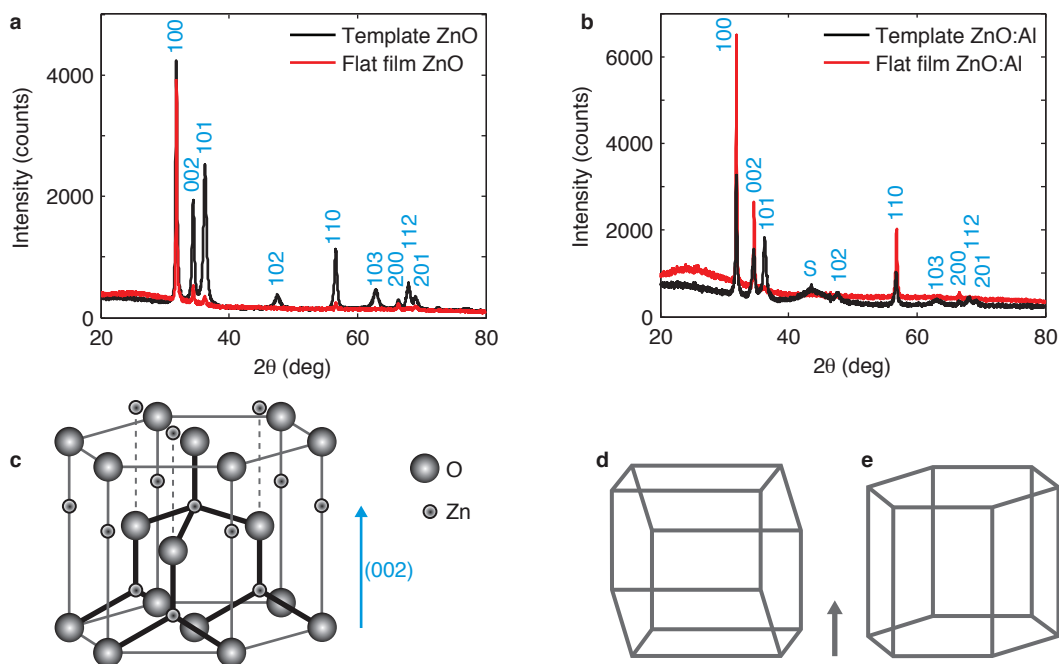 a
Template ZnO
Flat film ZnO
100
002
101
102
110
103
200
112
201
4000
2000
0
20
40
60
80
Intensity (counts)
2θ (deg)
b
Template ZnO:Al
Flat film ZnO:Al
100
002
101
S
102
110
103
200
112
201
6000
4000
2000
0
20
40
60
80
Intensity (counts)
2θ (deg)
c
O
Zn
(002)
d
e